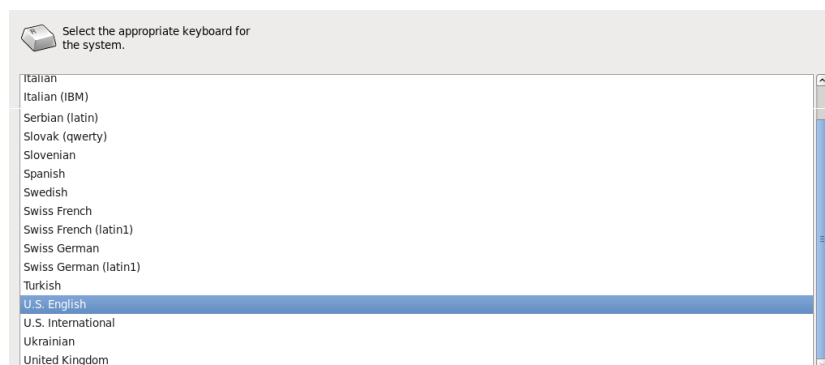 Select the appropriate keyboard for
the system.
Italian
Italian (IBM)
Serbian (latin)
Slovak (qwerty)
Slovenian
Spanish
Swedish
Swiss French
Swiss French (latin1)
Swiss German
Swiss German (latin1)
Turkish
U.S. English
U.S. International
Ukrainian
United Kingdom